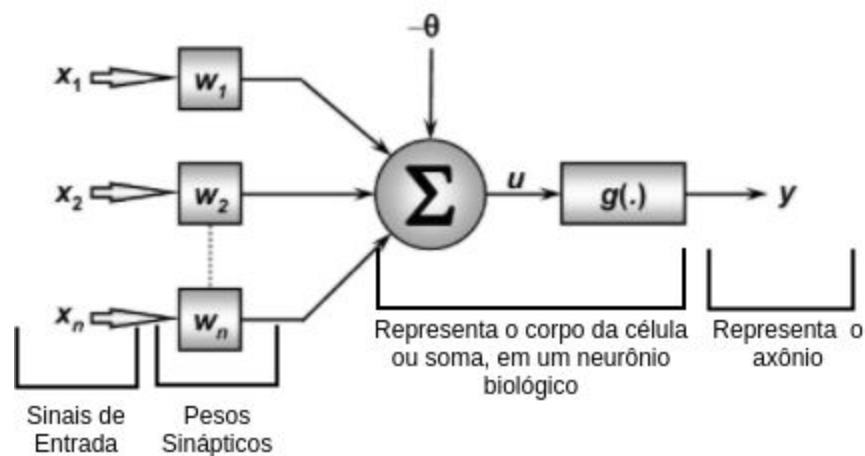 −θ
x1
w1
x2
w2
Σ
u
g(.)
y
xn
wn
Representa o corpo da célula
ou soma, em um neurônio
biológico
Representa o
axônio
Sinais de
Entrada
Pesos
Sinápticos